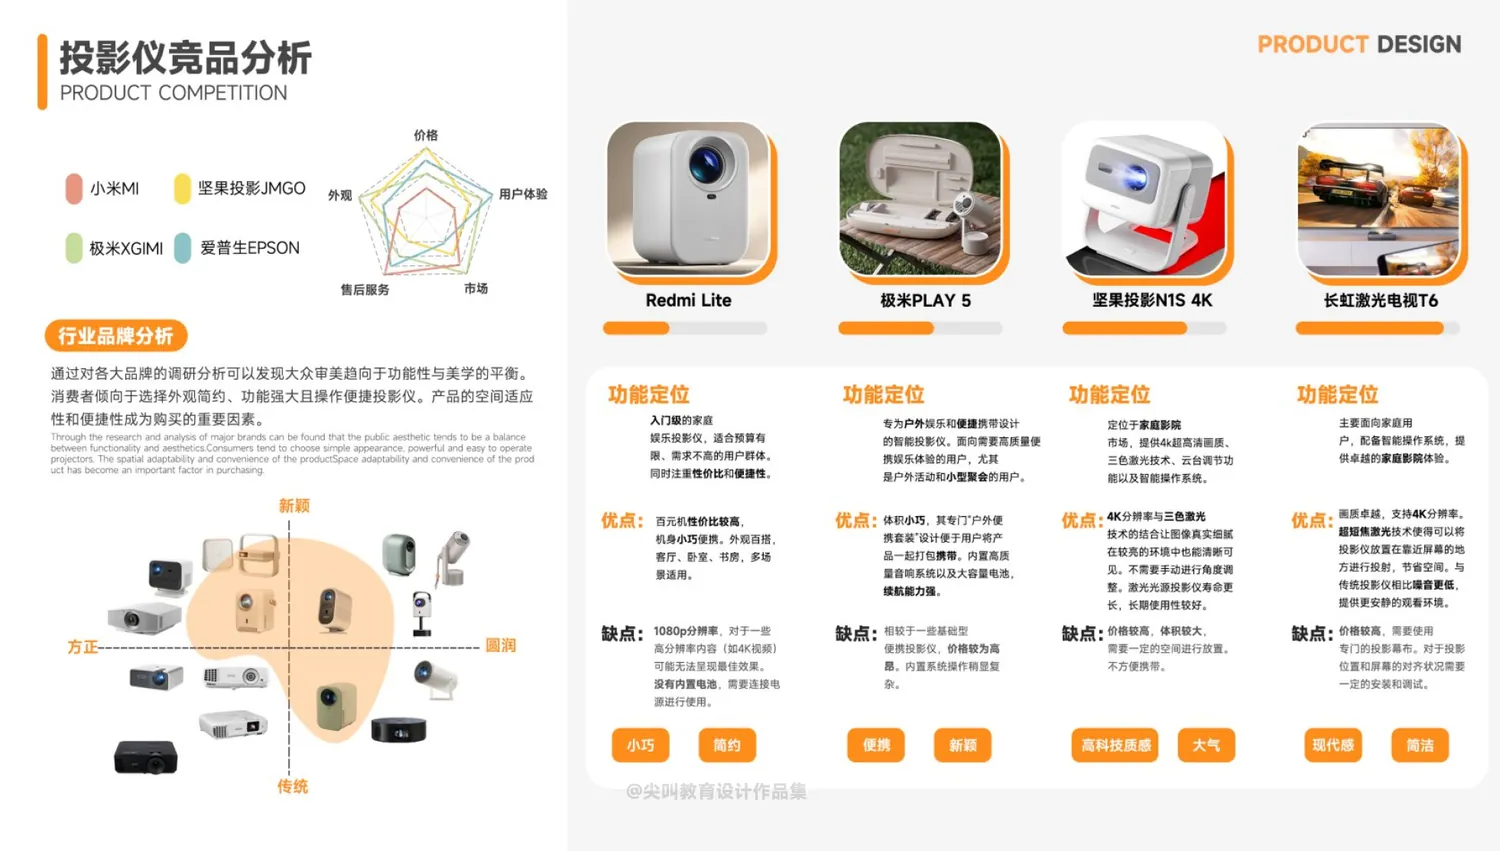 投影仪竞品分析
PRODUCT COMPETITION
PRODUCT DESIGN
小米MI
坚果投影JMGO
极米XGIMI
爱普生EPSON
价格
用户体验
市场
售后服务
外观
行业品牌分析
通过对各大品牌的调研分析可以发现大众审美趋向于功能性与美学的平衡。
消费者倾向于选择外观简约、功能强大且操作便捷投影仪。产品的空间适应
性和便捷性成为购买的重要因素。
Through the research and analysis of major brands can be found that the public aesthetic tends to be a balance
between functionality and aesthetics.Consumers tend to choose simple appearance, powerful and easy to operate
projectors. The spatial adaptability and convenience of the productSpace adaptability and convenience of the prod
uct has become an important factor in purchasing.
新颖
方正
圆润
传统
Redmi Lite
功能定位
入门级的家庭
娱乐投影仪，适合预算有
限、需求不高的用户群体。
同时注重性价比和便捷性。
优点：
百元机性价比较高，
机身小巧便携。外观百搭，
客厅、卧室、书房，多场
景适用。
缺点：
1080p分辨率，对于一些
高分辨率内容（如4K视频）
可能无法呈现最佳效果。
没有内置电池，需要连接电
源进行使用。
小巧
简约
极米PLAY 5
功能定位
专为户外娱乐和便捷携带设计
的智能投影仪。面向需要高质量便
携娱乐体验的用户，尤其
是户外活动和小型聚会的用户。
优点：
体积小巧，其专门“户外便
携套装”设计便于用户将产
品一起打包携带。内置高质
量音响系统以及大容量电池，
续航能力强。
缺点：
相较于一些基础型
便携投影仪，价格较为高
昂。内置系统操作稍显复
杂。
便携
新颖
坚果投影N1S 4K
功能定位
定位于家庭影院
市场，提供4k超高清画质、
三色激光技术、云台调节功
能以及智能操作系统。
优点：
4K分辨率与三色激光
技术的结合让图像真实细腻
在较亮的环境中也能清晰可
见。不需要手动进行角度调
整。激光光源投影仪寿命更
长，长期使用性较好。
缺点：
价格较高，体积较大，
需要一定的空间进行放置。
不方便携带。
高科技质感
大气
长虹激光电视T6
功能定位
主要面向家庭用
户，配备智能操作系统，提
供卓越的家庭影院体验。
优点：
画质卓越，支持4K分辨率。
超短焦激光技术使得可以将
投影仪放置在靠近屏幕的地
方进行投射，节省空间。与
传统投影仪相比噪音更低，
提供更安静的观看环境。
缺点：
价格较高，需要使用
专门的投影幕布。对于投影
位置和屏幕的对齐状况需要
一定的安装和调试。
现代感
简洁
@尖叫教育设计作品集